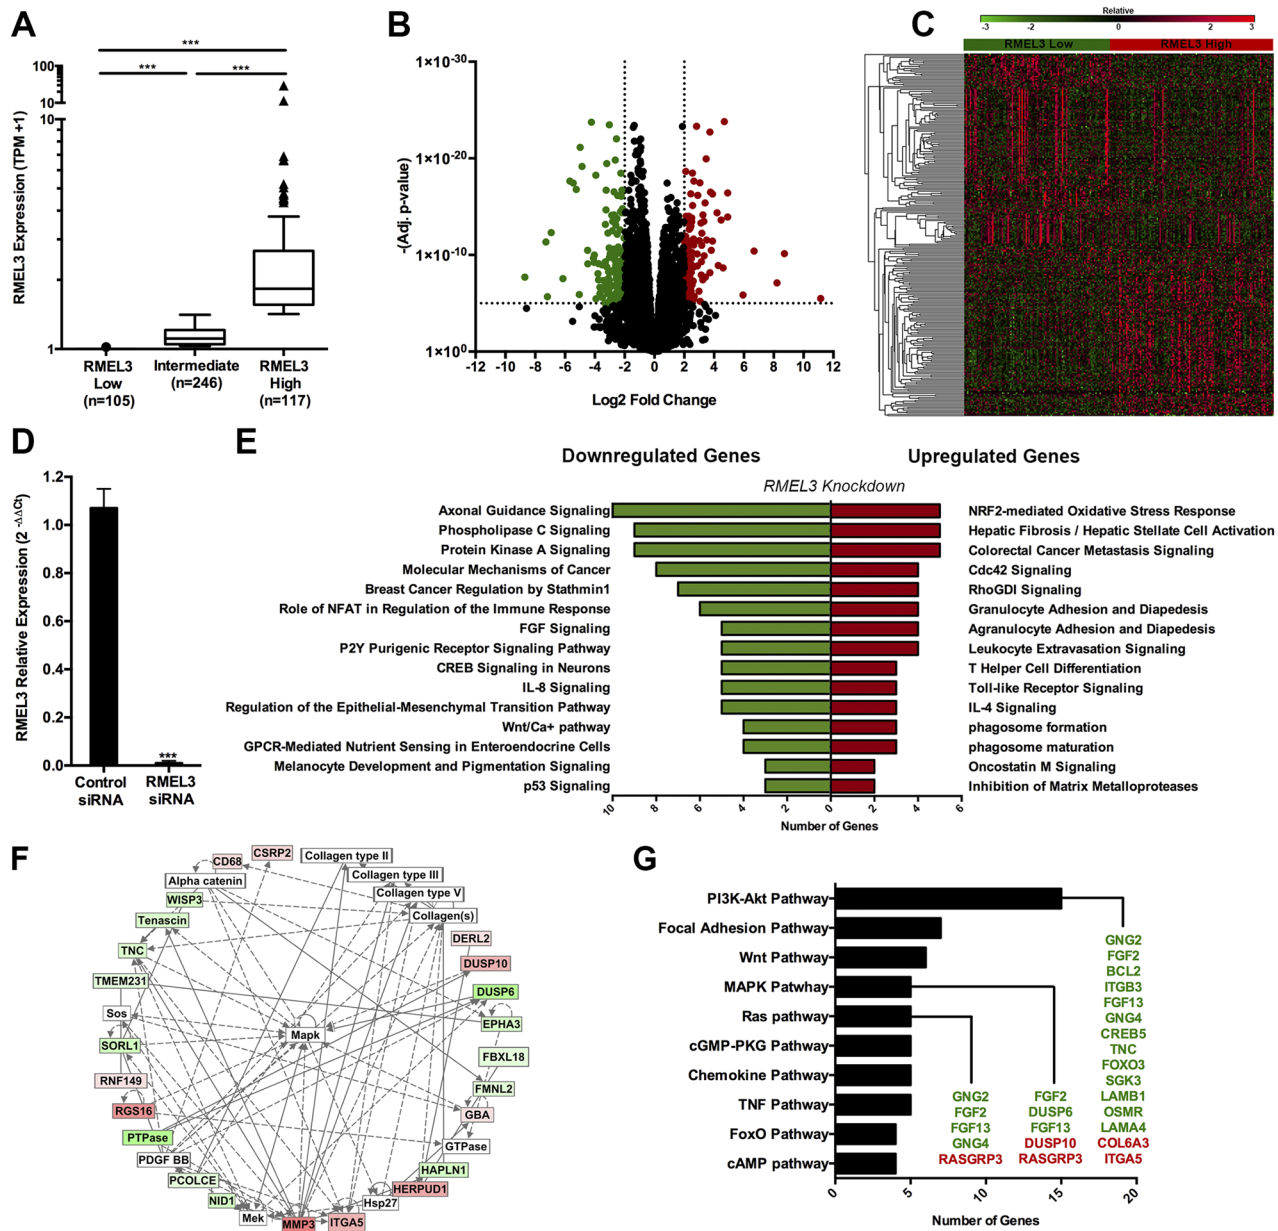 A
***
***
***
RMEL3 Expression (TPM +1)
100
10
10
1
RMEL3 Low (n=105)
Intermediate (n=246)
RMEL3 High (n=117)
B
-(Adj. p-value)
1×10-30
1×10-20
1×10-10
1×100
-12 -10 -8 -6 -4 -2 0 2 4 6 8 10 12
Log2 Fold Change
C
Relative
-3 -2 0 2 3
RMEL3 Low
RMEL3 High
D
RMEL3 Relative Expression (2 -ΔΔCt)
1.2
1.0
0.8
0.6
0.4
0.2
0.0
***
Control siRNA
RMEL3 siRNA
E
Downregulated Genes
Upregulated Genes
RMEL3 Knockdown
Axonal Guidance Signaling
Phospholipase C Signaling
Protein Kinase A Signaling
Molecular Mechanisms of Cancer
Breast Cancer Regulation by Stathmin1
Role of NFAT in Regulation of the Immune Response
FGF Signaling
P2Y Purigenic Receptor Signaling Pathway
CREB Signaling in Neurons
IL-8 Signaling
Regulation of the Epithelial-Mesenchymal Transition Pathway
Wnt/Ca+ pathway
GPCR-Mediated Nutrient Sensing in Enteroendocrine Cells
Melanocyte Development and Pigmentation Signaling
p53 Signaling
NRF2-mediated Oxidative Stress Response
Hepatic Fibrosis / Hepatic Stellate Cell Activation
Colorectal Cancer Metastasis Signaling
Cdc42 Signaling
RhoGDI Signaling
Granulocyte Adhesion and Diapedesis
Agranulocyte Adhesion and Diapedesis
Leukocyte Extravasation Signaling
T Helper Cell Differentiation
Toll-like Receptor Signaling
IL-4 Signaling
phagosome formation
phagosome maturation
Oncostatin M Signaling
Inhibition of Matrix Metalloproteases
10 8 6 4 2 0 2 4 6
Number of Genes
F
CD68
CSRP2
Collagen type II
Alpha catenin
Collagen type III
WISP3
Collagen type V
Tenascin
Collagen(s)
TNC
DERL2
DUSP10
TMEM231
DUSP6
Sos
EPHA3
Mapk
SORL1
FBXL18
RNF149
FMNL2
RGS16
GBA
PTPase
GTPase
PDGF BB
HAPLN1
PCOLCE
HERPUD1
NID1
Hsp27
Mek
MMP3
ITGA5
G
PI3K-Akt Pathway
Focal Adhesion Pathway
Wnt Pathway
MAPK Patwhay
Ras pathway
cGMP-PKG Pathway
Chemokine Pathway
TNF Pathway
FoxO Pathway
cAMP pathway
GNG2
FGF2
FGF13
GNG4
RASGRP3
FGF2
DUSP6
FGF13
DUSP10
RASGRP3
GNG2
FGF2
BCL2
ITGB3
FGF13
GNG4
CREB5
TNC
FOXO3
SGK3
LAMB1
OSMR
LAMA4
COL6A3
ITGA5
0 5 10 15 20
Number of Genes